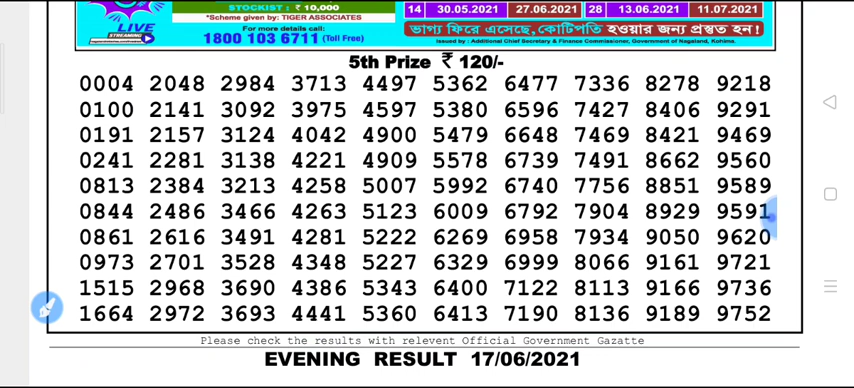 STOCKIST : ₹ 10,000
*Scheme given by: TIGER ASSOCIATES
For more details call:
1800 103 6711 (Toll Free)
LIVE
STREAMING
14 30.05.2021 27.06.2021 28 13.06.2021 11.07.2021
ভাগ্য ফিরে এসেছে, কোটিপতি হওয়ার জন্য প্রস্তুত হন!
Issued by : Additional Chief Secretary & Finance Commissioner, Government of Nagaland, Kohima.
5th Prize ₹ 120/-
0004 2048 2984 3713 4497 5362 6477 7336 8278 9218
0100 2141 3092 3975 4597 5380 6596 7427 8406 9291
0191 2157 3124 4042 4900 5479 6648 7469 8421 9469
0241 2281 3138 4221 4909 5578 6739 7491 8662 9560
0813 2384 3213 4258 5007 5992 6740 7756 8851 9589
0844 2486 3466 4263 5123 6009 6792 7904 8929 9591
0861 2616 3491 4281 5222 6269 6958 7934 9050 9620
0973 2701 3528 4348 5227 6329 6999 8066 9161 9721
1515 2968 3690 4386 5343 6400 7122 8113 9166 9736
1664 2972 3693 4441 5360 6413 7190 8136 9189 9752
Please check the results with relevent Official Government Gazatte
EVENING RESULT 17/06/2021